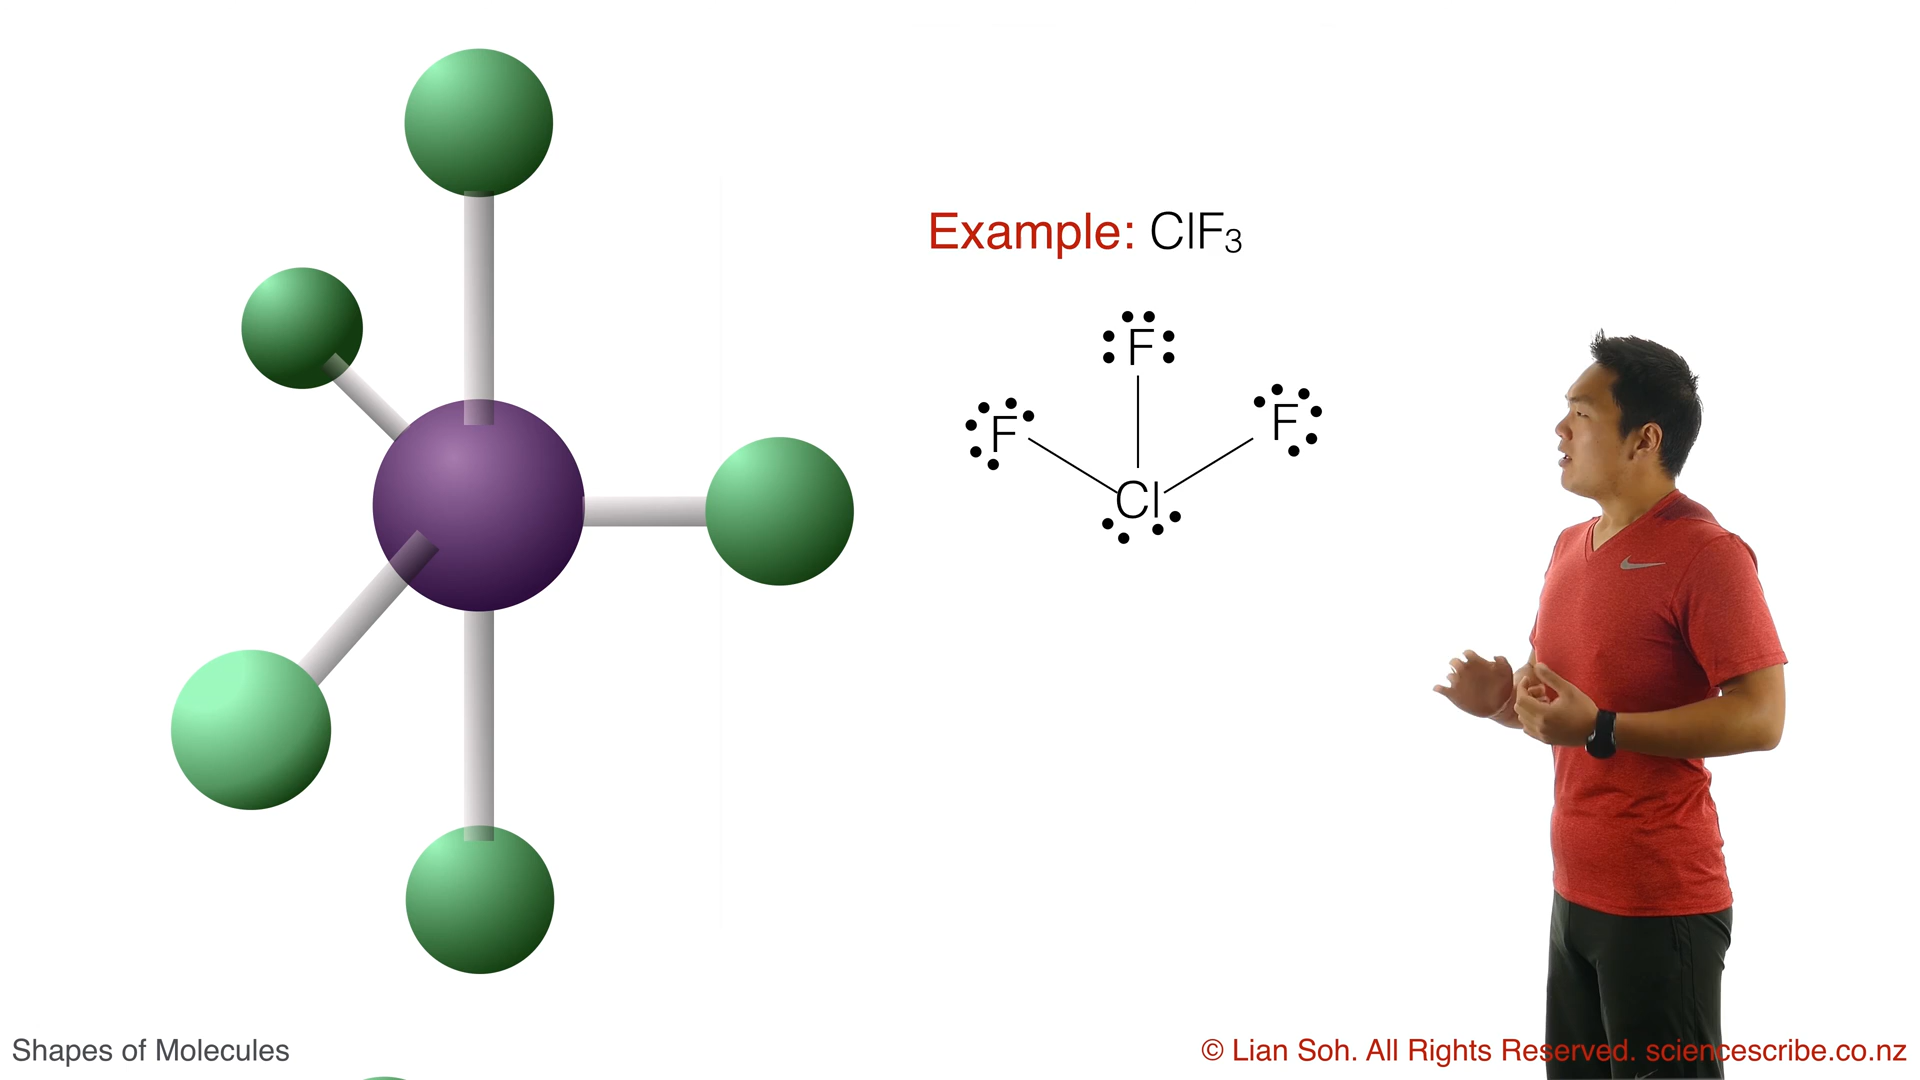 Example: ClF₃
F
F
F
Cl
Shapes of Molecules
© Lian Soh. All Rights Reserved. sciencescribe.co.nz